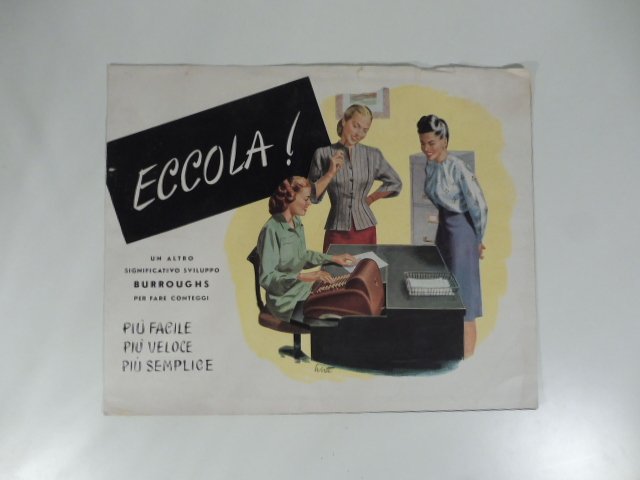 ECCOLA!
UN ALTRO
SIGNIFICATIVO SVILUPPO
BURROUGHS
PER FARE CONTEGGI
PIÙ FACILE
PIÙ VELOCE
PIÙ SEMPLICE